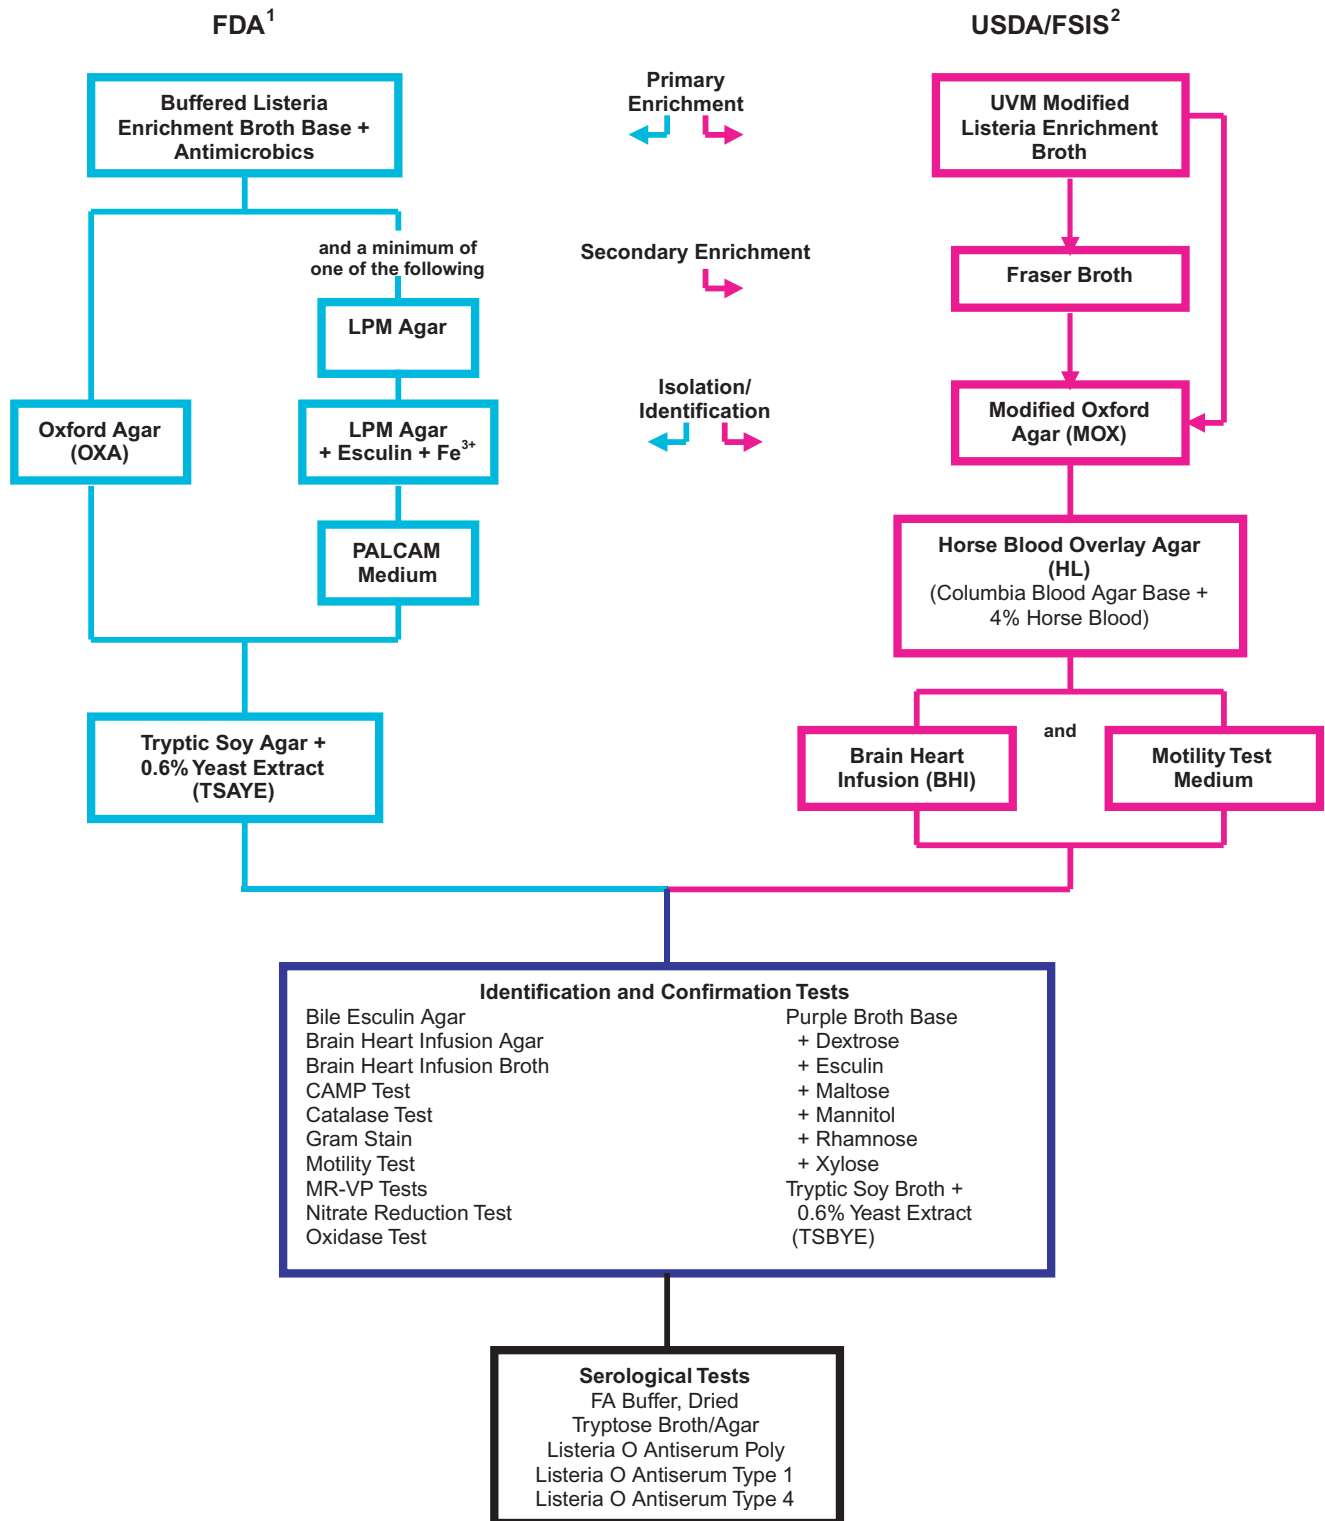 FDA¹
USDA/FSIS²
Primary
Enrichment
Buffered Listeria
Enrichment Broth Base +
Antimicrobics
UVM Modified
Listeria Enrichment
Broth
and a minimum of
one of the following
Secondary Enrichment
Fraser Broth
LPM Agar
Isolation/
Identification
Oxford Agar
(OXA)
LPM Agar
+ Esculin + Fe³⁺
Modified Oxford
Agar (MOX)
PALCAM
Medium
Horse Blood Overlay Agar
(HL)
(Columbia Blood Agar Base +
4% Horse Blood)
Tryptic Soy Agar +
0.6% Yeast Extract
(TSAYE)
Brain Heart
Infusion (BHI)
and
Motility Test
Medium
Identification and Confirmation Tests
Bile Esculin Agar
Brain Heart Infusion Agar
Brain Heart Infusion Broth
CAMP Test
Catalase Test
Gram Stain
Motility Test
MR-VP Tests
Nitrate Reduction Test
Oxidase Test
Purple Broth Base
+ Dextrose
+ Esculin
+ Maltose
+ Mannitol
+ Rhamnose
+ Xylose
Tryptic Soy Broth +
0.6% Yeast Extract
(TSBYE)
Serological Tests
FA Buffer, Dried
Tryptose Broth/Agar
Listeria O Antiserum Poly
Listeria O Antiserum Type 1
Listeria O Antiserum Type 4